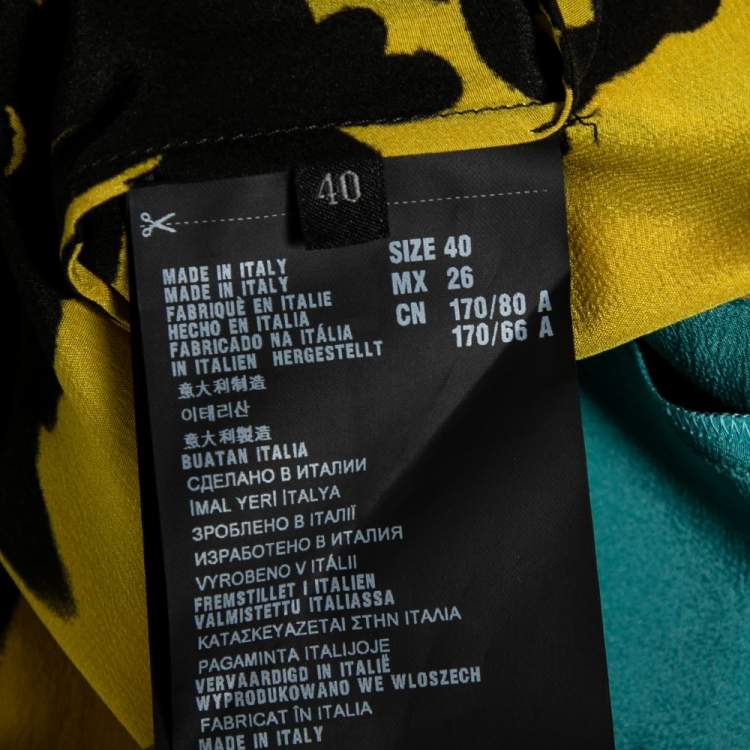 40
SIZE 40
MX 26
CN 170/80 A
170/66 A
MADE IN ITALY
MADE IN ITALY
FABRIQUÈ EN ITALIE
HECHO EN ITALIA
FABRICADO NA ITÁLIA
IN ITALIEN HERGESTELLT
意大利制造
이테리산
意大利製造
BUATAN ITALIA
СДЕЛАНО В ИТАЛИИ
İMAL YERİ İTALYA
ЗРОБЛЕНО В ІТАЛІЇ
ИЗРАБОТЕНО В ИТАЛИЯ
VYROBENO V ITÁLII
FREMSTILLET I ITALIEN
VALMISTETTU ITALIASSA
ΚΑΤΑΣΚΕΥΑΖΕΤΑΙ ΣΤΗΝ ΙΤΑΛΙΑ
PAGAMINTA ITALIJOJE
VERVAARDIGD IN ITALIË
WYPRODUKOWANO WE WLOSZECH
FABRICAT ÎN ITALIA
MADE IN ITALY